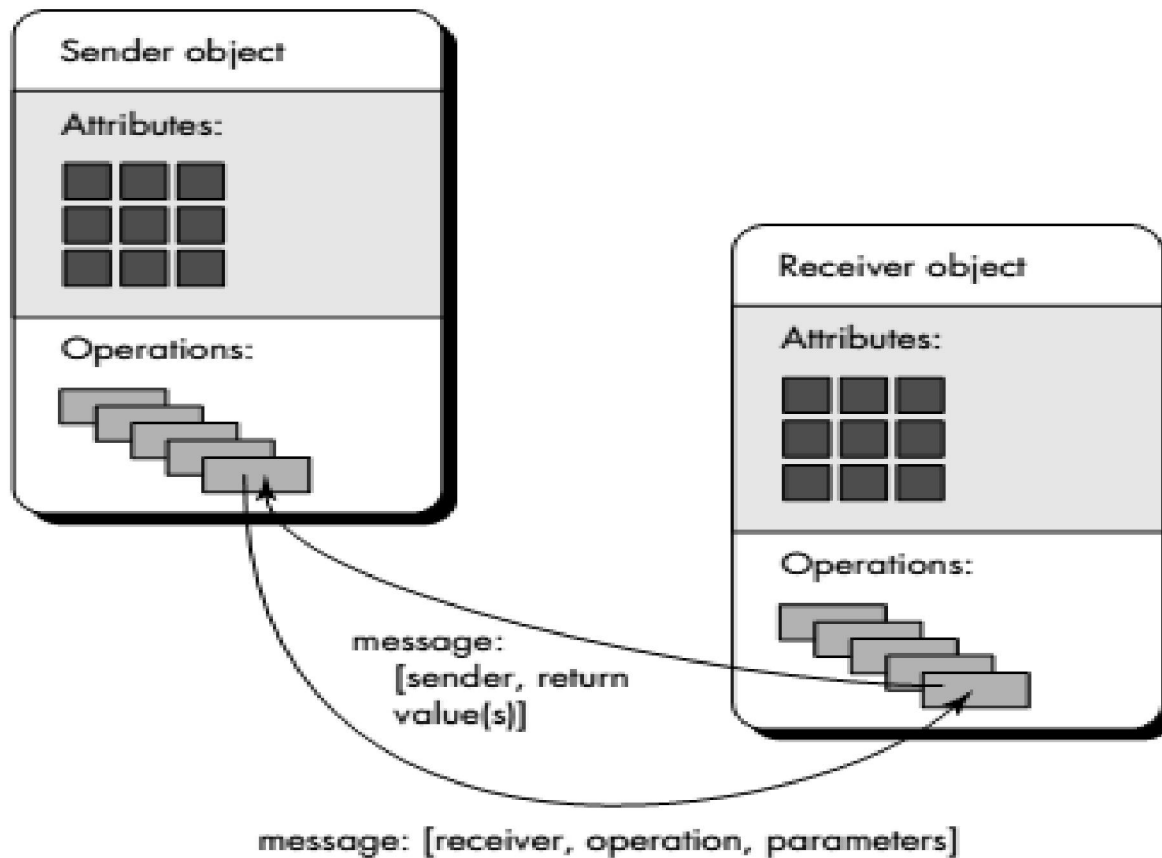 Sender object
Attributes:
Operations:
Receiver object
Attributes:
Operations:
message:
[sender, return
value(s)]
message: [receiver, operation, parameters]